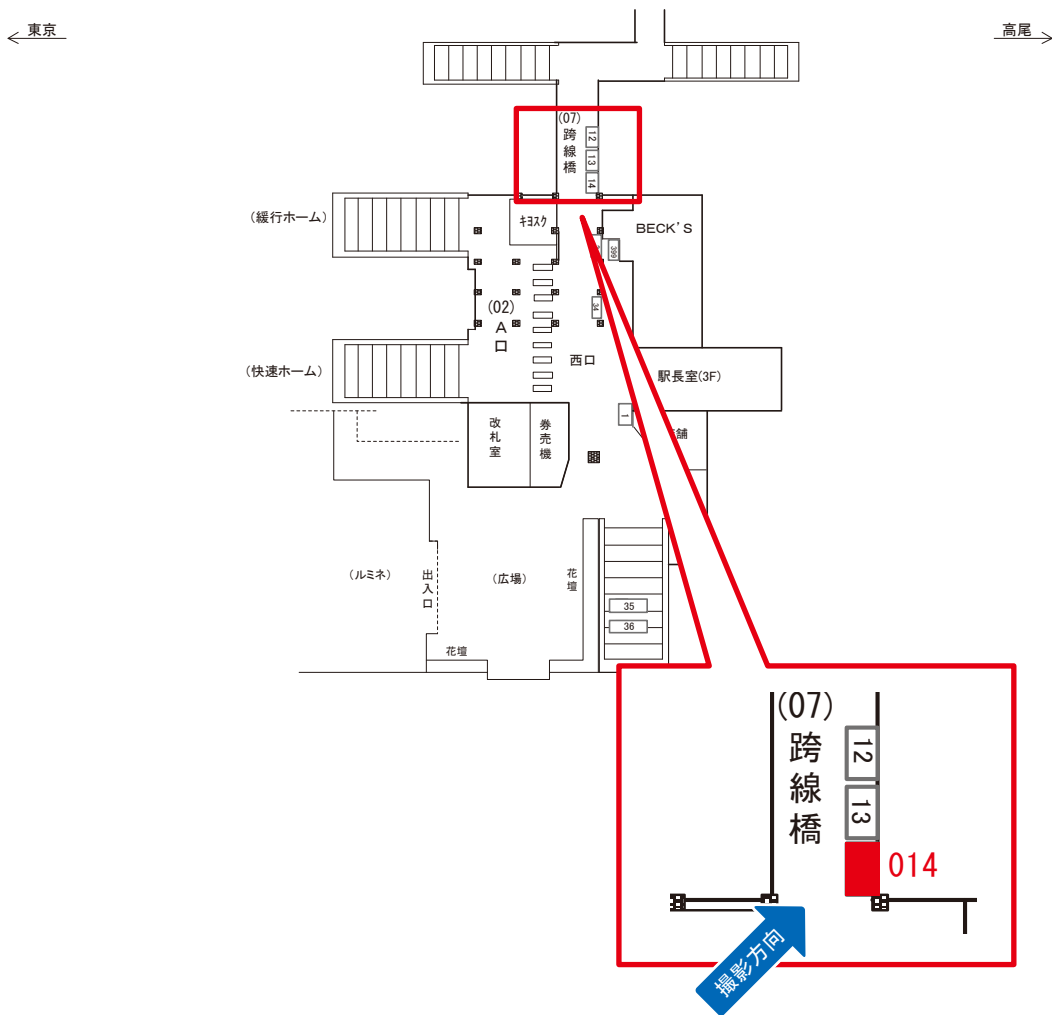 東京
高尾
(07)
跨線橋
12
13
14
(緩行ホーム)
キヨスク
BECK'S
399
(02)
A口
34
西口
(快速ホーム)
駅長室(3F)
1
舗
改札室
券売機
(ルミネ)
出入口
(広場)
花壇
35
36
花壇
(07)
跨線橋
12
13
014
撮影方向